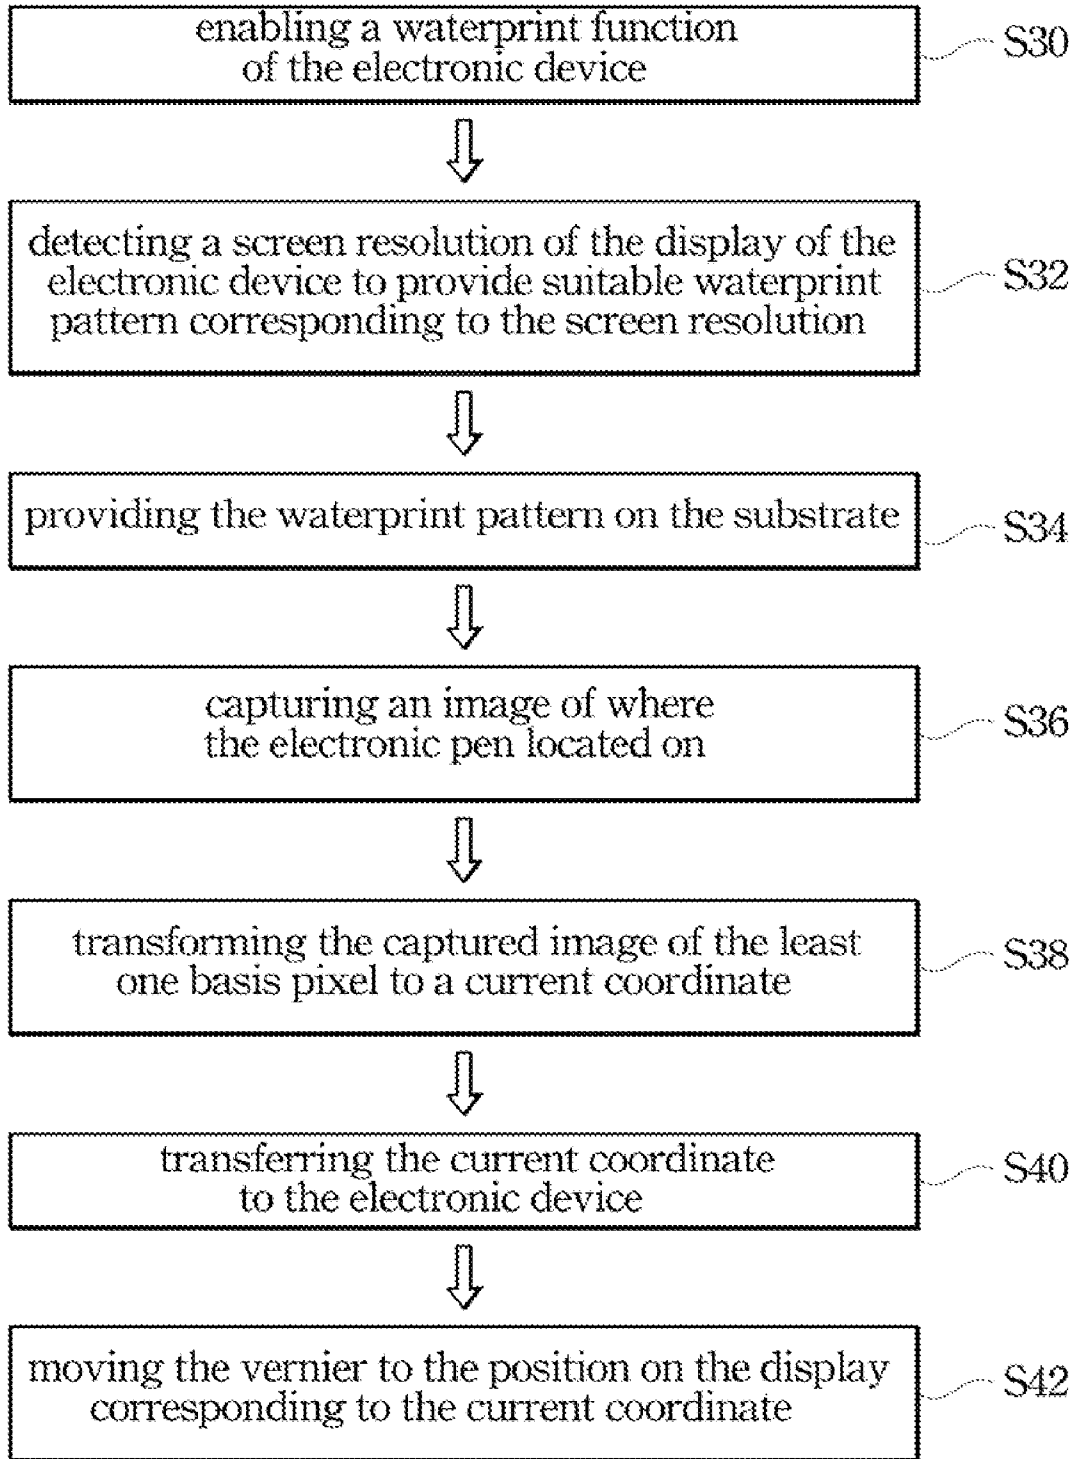 enabling a waterprint function
of the electronic device
S30
detecting a screen resolution of the display of the
electronic device to provide suitable waterprint
pattern corresponding to the screen resolution
S32
providing the waterprint pattern on the substrate
S34
capturing an image of where
the electronic pen located on
S36
transforming the captured image of the least
one basis pixel to a current coordinate
S38
transferring the current coordinate
to the electronic device
S40
moving the vernier to the position on the display
corresponding to the current coordinate
S42